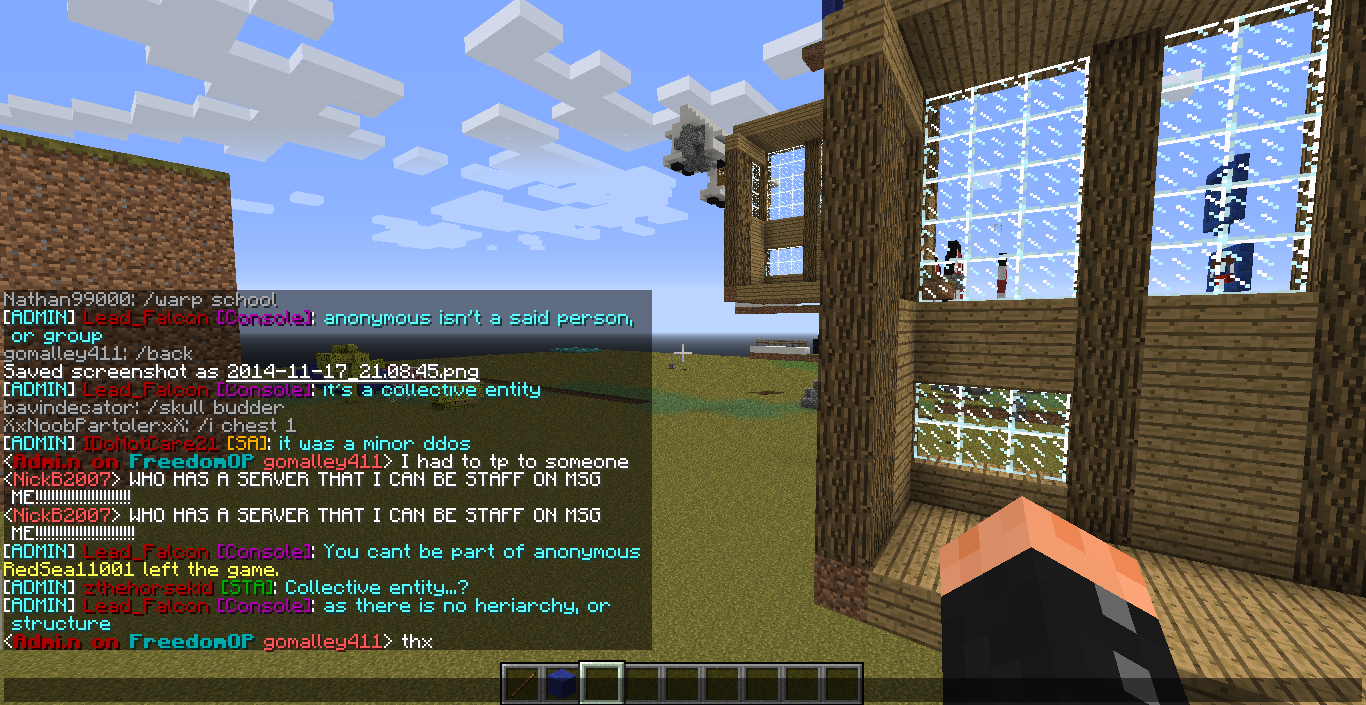 Nathan99000: /warp school
[ADMIN] Lead_Falcon [Console]: anonymous isn't a said person,
or group
gomalley411: /back
Saved screenshot as 2014-11-17_21.08.45.png
[ADMIN] Lead_Falcon [Console]: it's a collective entity
bavindecator: /skull budder
XxNoobPartolerxX: /i chest 1
[ADMIN] IDoNotCare21 [SA]: it was a minor ddos
<Admin on FreedomOP gomalley411> I had to tp to someone
<NickB2007> WHO HAS A SERVER THAT I CAN BE STAFF ON MSG
ME!!!!!!!!!!!!!!!!!!!!!!!!
<NickB2007> WHO HAS A SERVER THAT I CAN BE STAFF ON MSG
ME!!!!!!!!!!!!!!!!!!!!!!!!!
[ADMIN] Lead_Falcon [Console]: You cant be part of anonymous
RedSea11001 left the game.
[ADMIN] zthehorsekid [STA]: Collective entity...?
[ADMIN] Lead_Falcon [Console]: as there is no heriarchy, or
structure
<Admin on FreedomOP gomalley411> thx